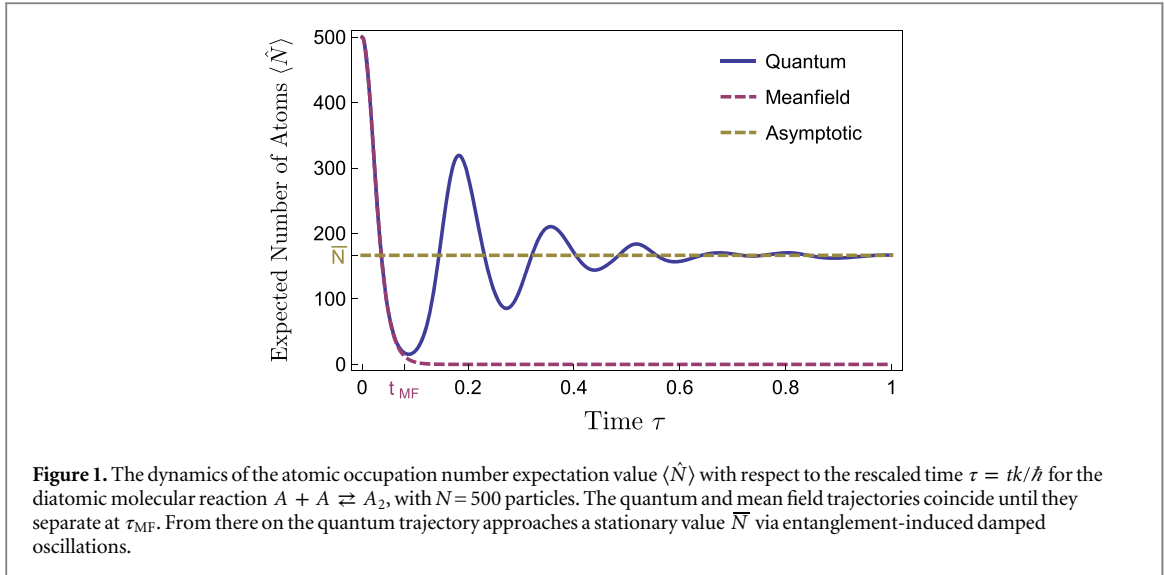 500
400
300
200
N̅
100
0
Expected Number of Atoms ⟨N̂⟩
Quantum
Meanfield
Asymptotic
0 t MF 0.2 0.4 0.6 0.8 1
Time τ
Figure 1. The dynamics of the atomic occupation number expectation value ⟨N̂⟩ with respect to the rescaled time τ = tk/ℏ for the
diatomic molecular reaction A + A ⇄ A₂, with N = 500 particles. The quantum and mean field trajectories coincide until they
separate at τMF. From there on the quantum trajectory approaches a stationary value N̅ via entanglement-induced damped
oscillations.